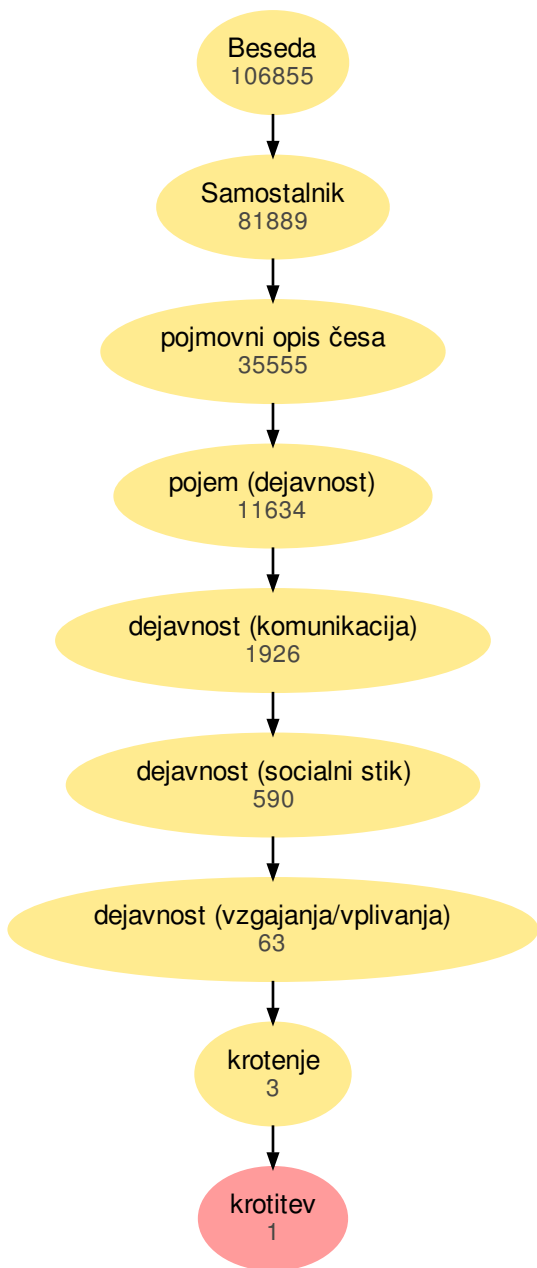 Beseda
106855
Samostalnik
81889
pojmovni opis česa
35555
pojem (dejavnost)
11634
dejavnost (komunikacija)
1926
dejavnost (socialni stik)
590
dejavnost (vzgajanja/vplivanja)
63
krotenje
3
krotitev
1